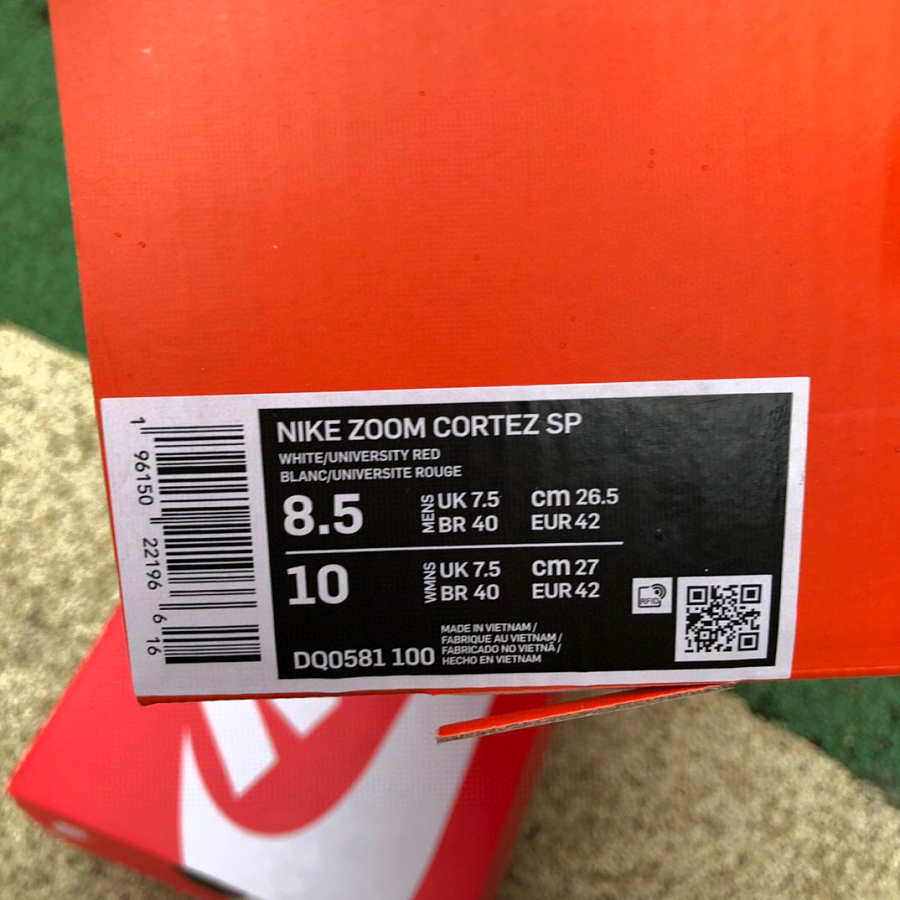 1 96150 22196 6 16
NIKE ZOOM CORTEZ SP
WHITE/UNIVERSITY RED
BLANC/UNIVERSITE ROUGE
8.5 MENS UK 7.5 cm 26.5
BR 40 EUR 42
10 WMNS UK 7.5 cm 27
BR 40 EUR 42
RFID
DQ0581 100
MADE IN VIETNAM /
FABRIQUE AU VIETNAM /
FABRICADO NO VIETNÃ /
HECHO EN VIETNAM